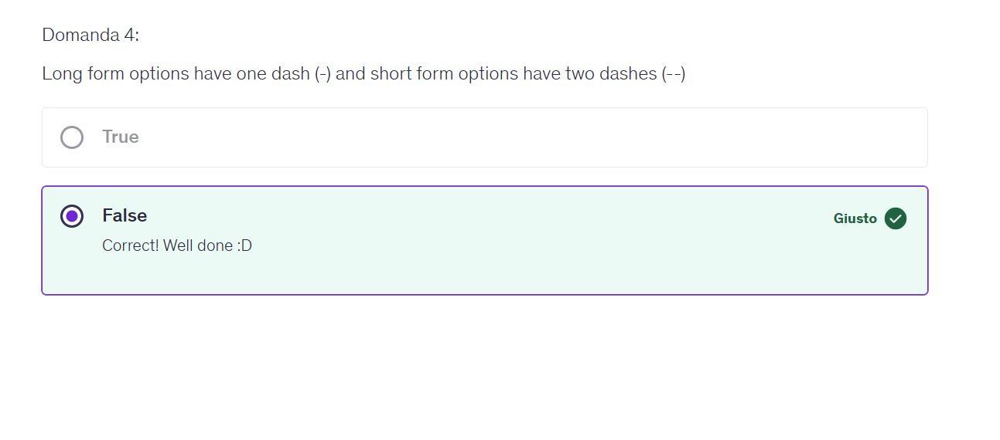 Domanda 4:
Long form options have one dash (-) and short form options have two dashes (--)
True
False
Giusto
Correct! Well done :D